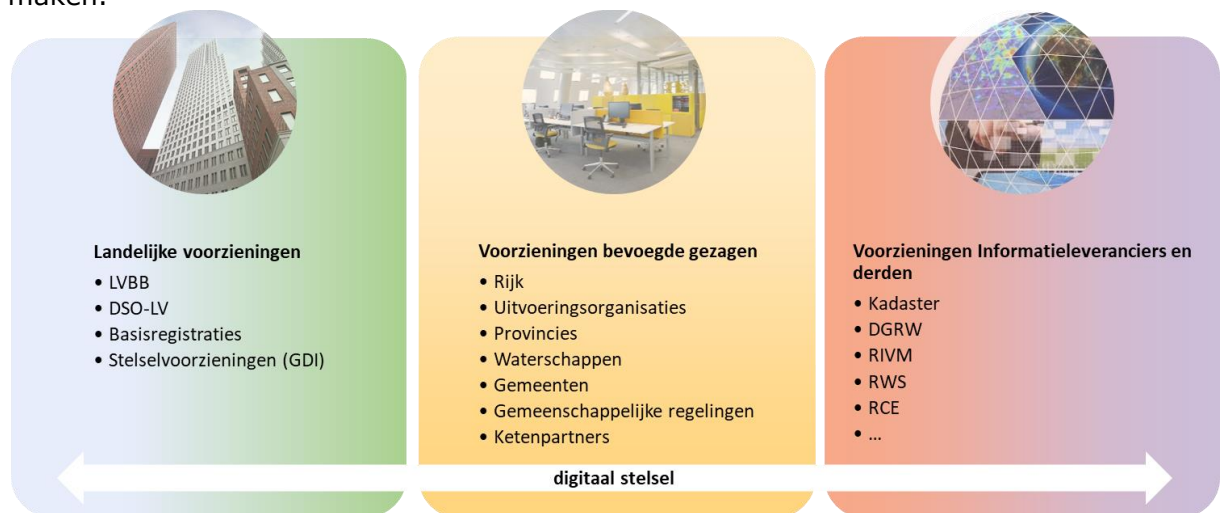 maken.
Landelijke voorzieningen
• LVBB
• DSO-LV
• Basisregistraties
• Stelselvoorzieningen (GDI)
Voorzieningen bevoegde gezagen
• Rijk
• Uitvoeringsorganisaties
• Provincies
• Waterschappen
• Gemeenten
• Gemeenschappelijke regelingen
• Ketenpartners
Voorzieningen Informatieleveranciers en
derden
• Kadaster
• DGRW
• RIVM
• RWS
• RCE
• ...
digitaal stelsel